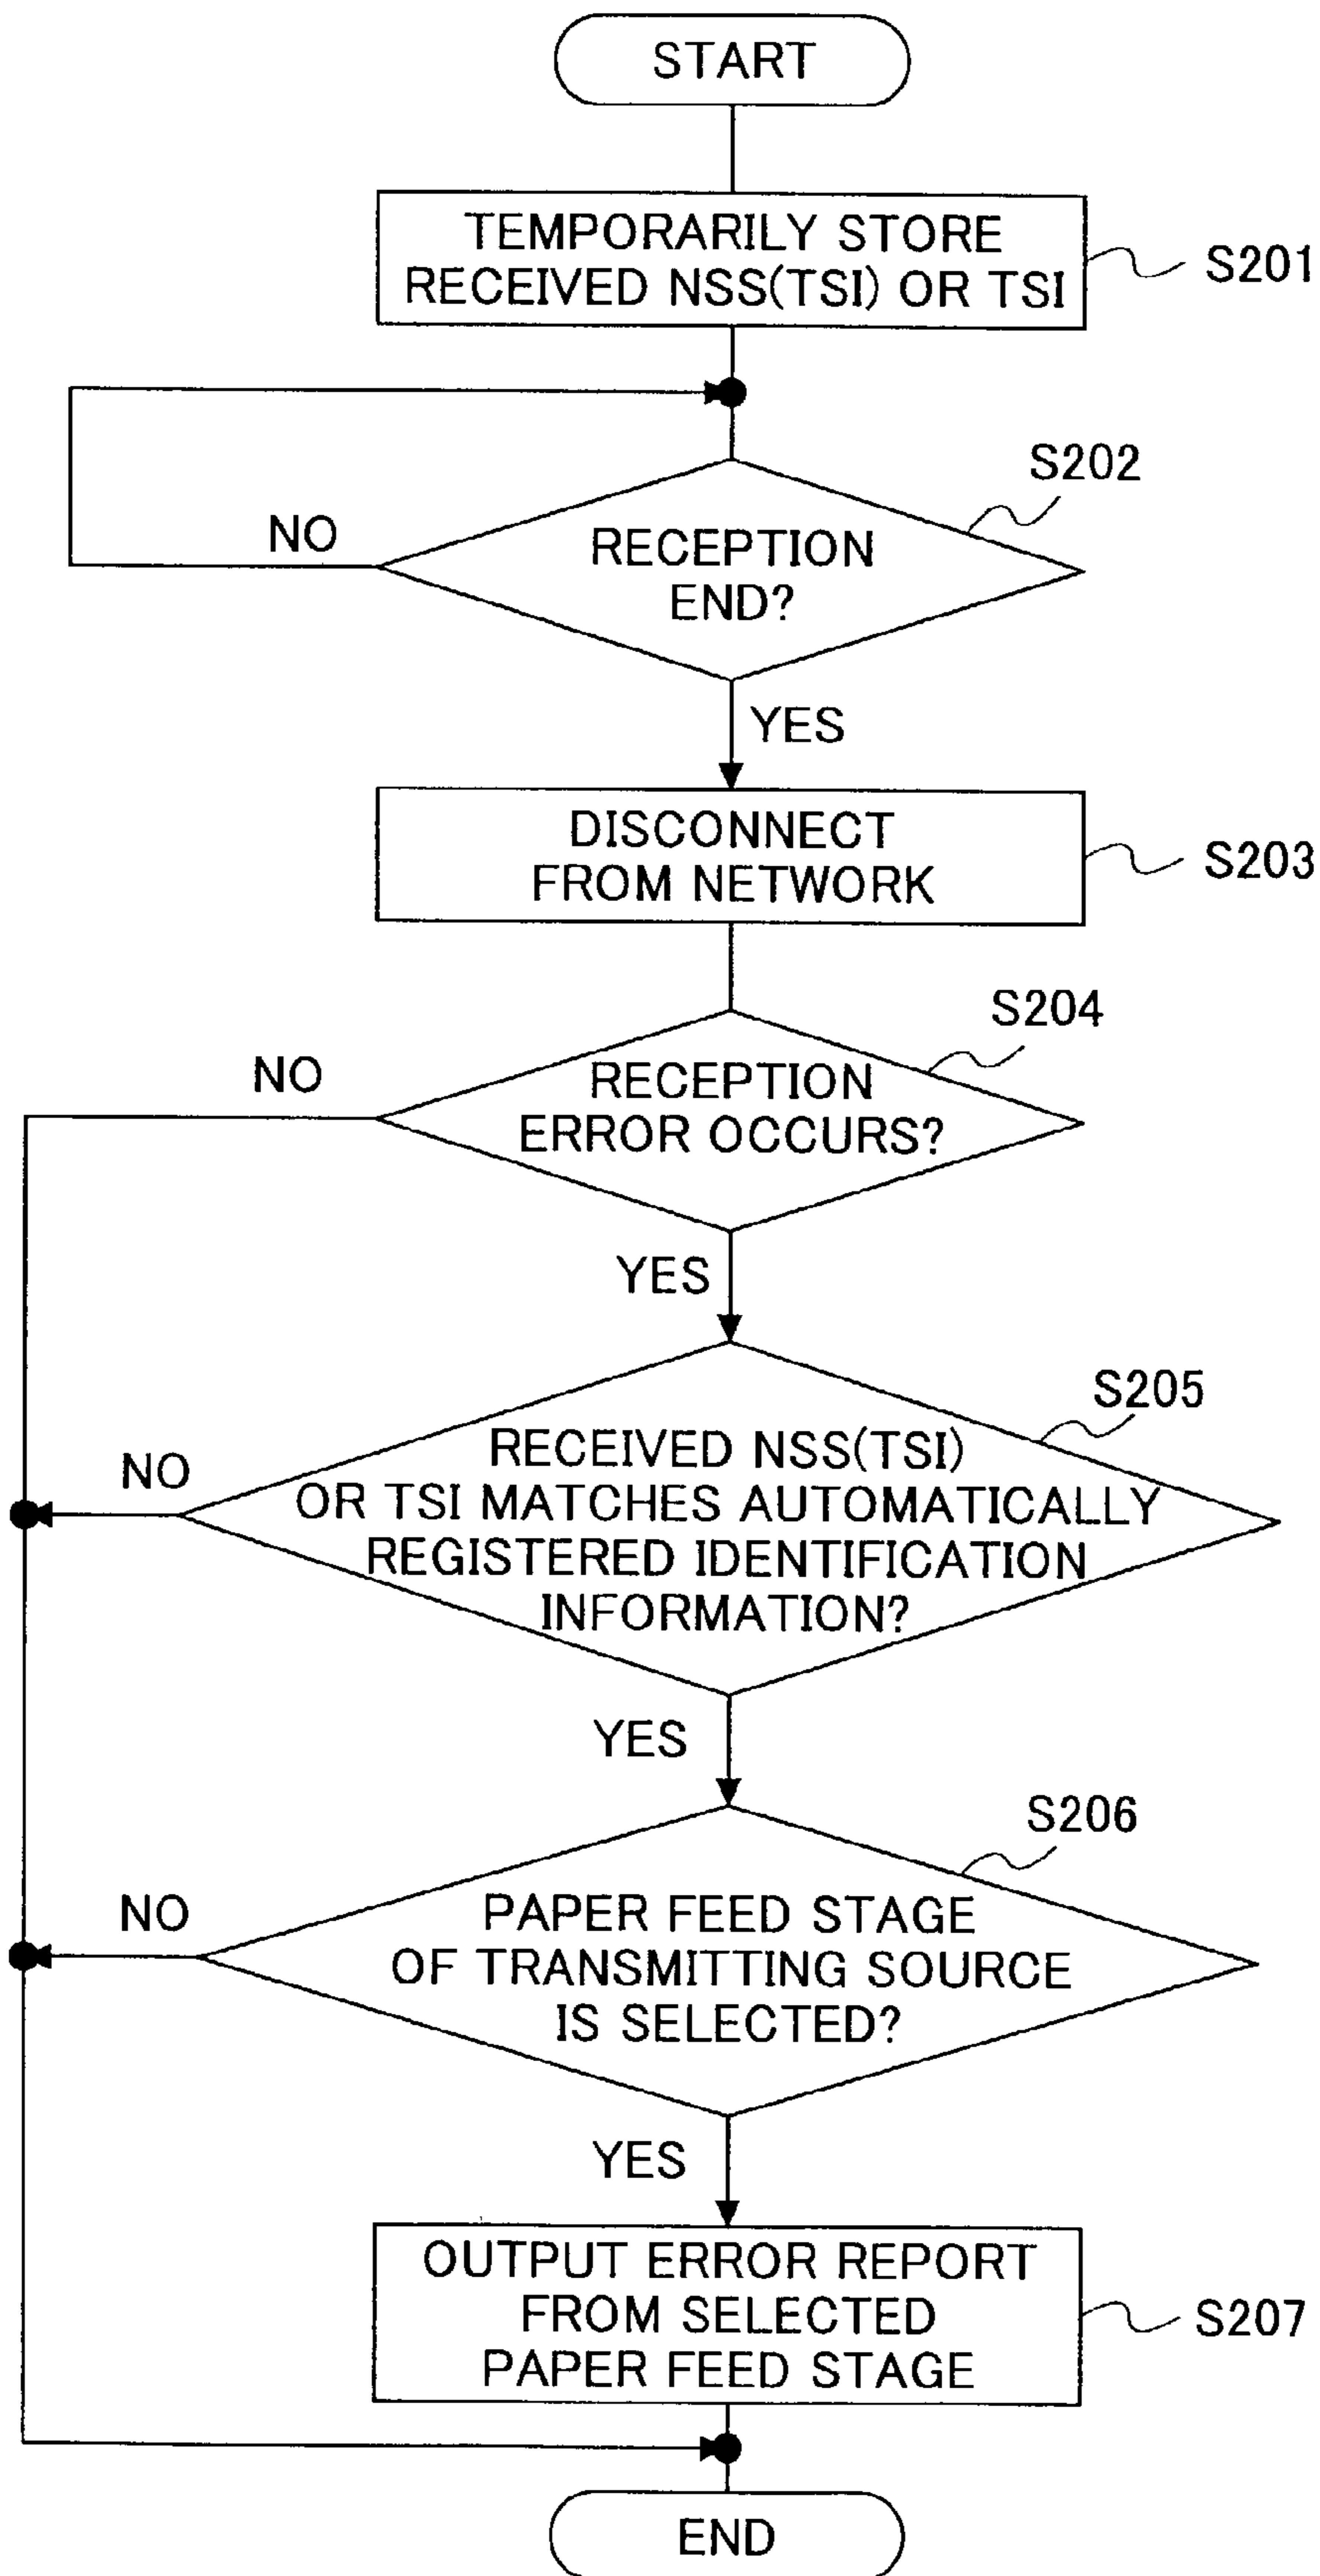 START
TEMPORARILY STORE
RECEIVED NSS(TSI) OR TSI
S201
S202
NO
RECEPTION
END?
YES
DISCONNECT
FROM NETWORK
S203
S204
NO
RECEPTION
ERROR OCCURS?
YES
S205
NO
RECEIVED NSS(TSI)
OR TSI MATCHES AUTOMATICALLY
REGISTERED IDENTIFICATION
INFORMATION?
YES
S206
NO
PAPER FEED STAGE
OF TRANSMITTING SOURCE
IS SELECTED?
YES
OUTPUT ERROR REPORT
FROM SELECTED
PAPER FEED STAGE
S207
END